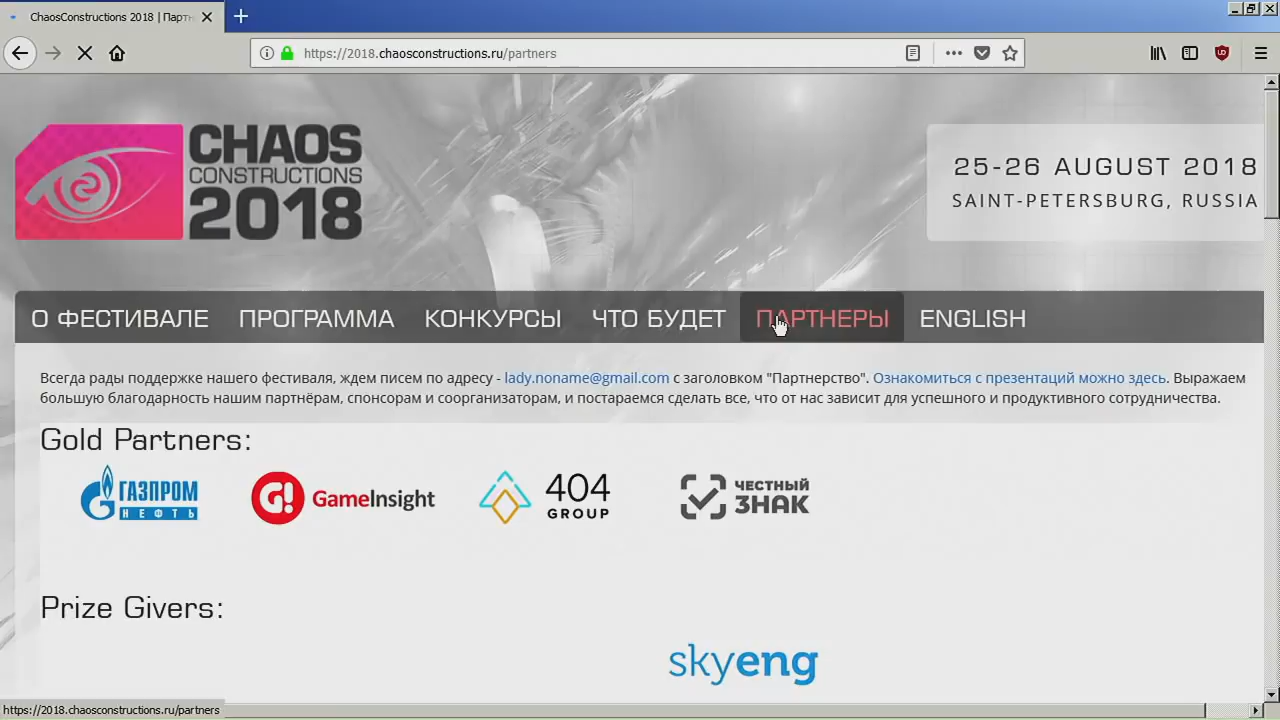 ChaosConstructions 2018 | Партн
https://2018.chaosconstructions.ru/partners
CHAOS
CONSTRUCTIONS
2018
25-26 AUGUST 2018
SAINT-PETERSBURG, RUSSIA
О ФЕСТИВАЛЕ ПРОГРАММА КОНКУРСЫ ЧТО БУДЕТ ПАРТНЕРЫ ENGLISH
Всегда рады поддержке нашего фестиваля, ждем писем по адресу - lady.noname@gmail.com с заголовком "Партнерство". Ознакомиться с презентаций можно здесь. Выражаем
большую благодарность нашим партнёрам, спонсорам и соорганизаторам, и постараемся сделать все, что от нас зависит для успешного и продуктивного сотрудничества.
Gold Partners:
ГАЗПРОМ
НЕФТЬ
G! GameInsight
404
GROUP
ЧЕСТНЫЙ
ЗНАК
Prize Givers:
skyeng
https://2018.chaosconstructions.ru/partners